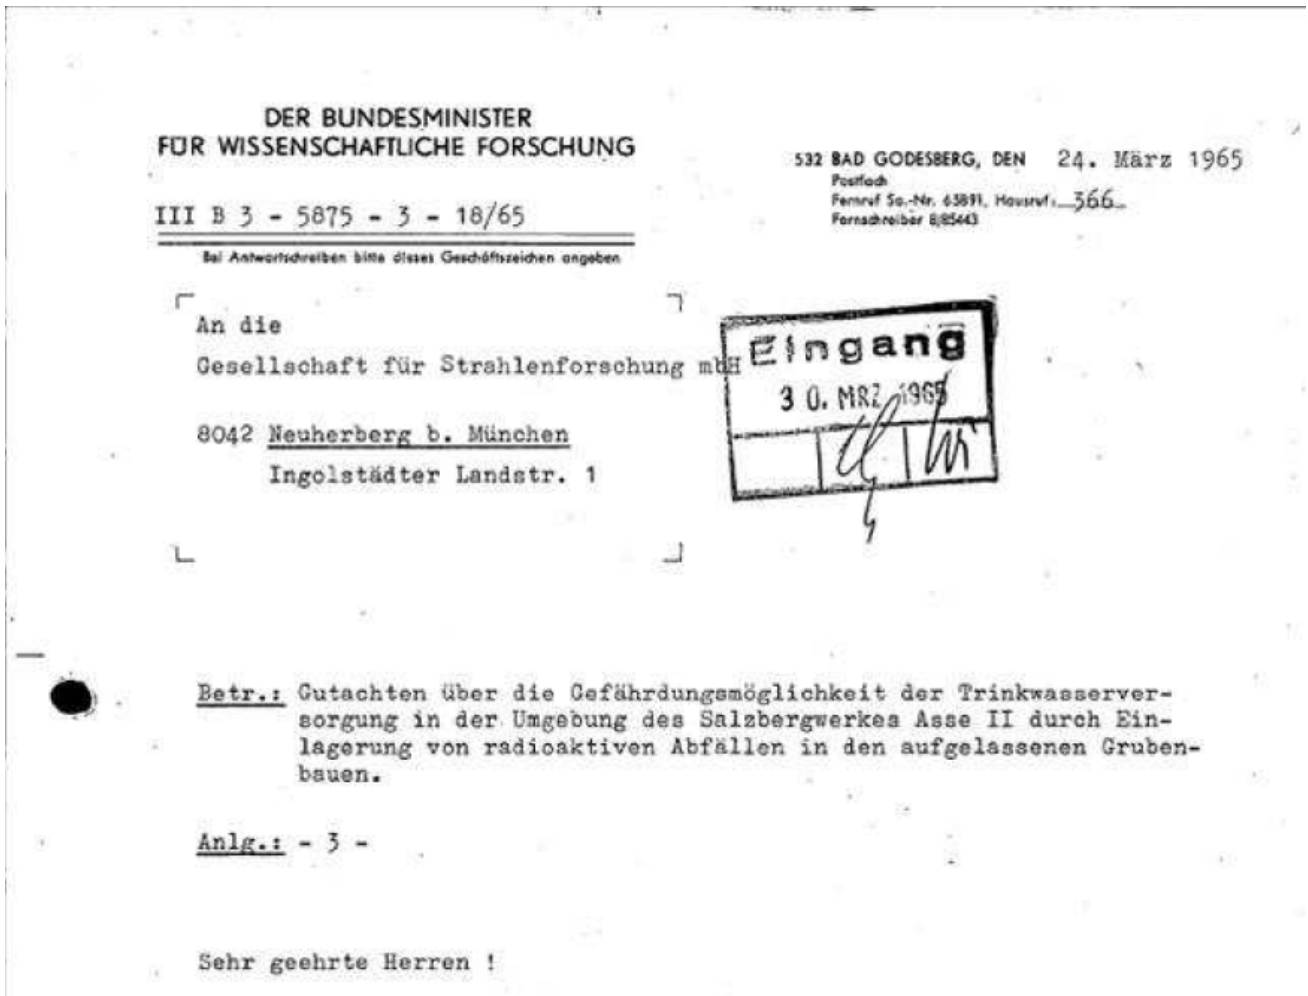 DER BUNDESMINISTER
FÜR WISSENSCHAFTLICHE FORSCHUNG
532 BAD GODESBERG, DEN 24. März 1965
Postfach
Fernruf Sa.-Nr. 63891, Hausruf: 366
Fernschreiber 8/85443
III B 3 - 5875 - 3 - 18/65
Bei Antwortschreiben bitte dieses Geschäftszeichen angeben
An die
Gesellschaft für Strahlenforschung mbH
8042 Neuherberg b. München
Ingolstädter Landstr. 1
Eingang
30. MRZ 1965
Betr.: Gutachten über die Gefährdungsmöglichkeit der Trinkwasserver-
sorgung in der Umgebung des Salzbergwerkes Asse II durch Ein-
lagerung von radioaktiven Abfällen in den aufgelassenen Gruben-
bauen.
Anlg.: - 3 -
Sehr geehrte Herren !